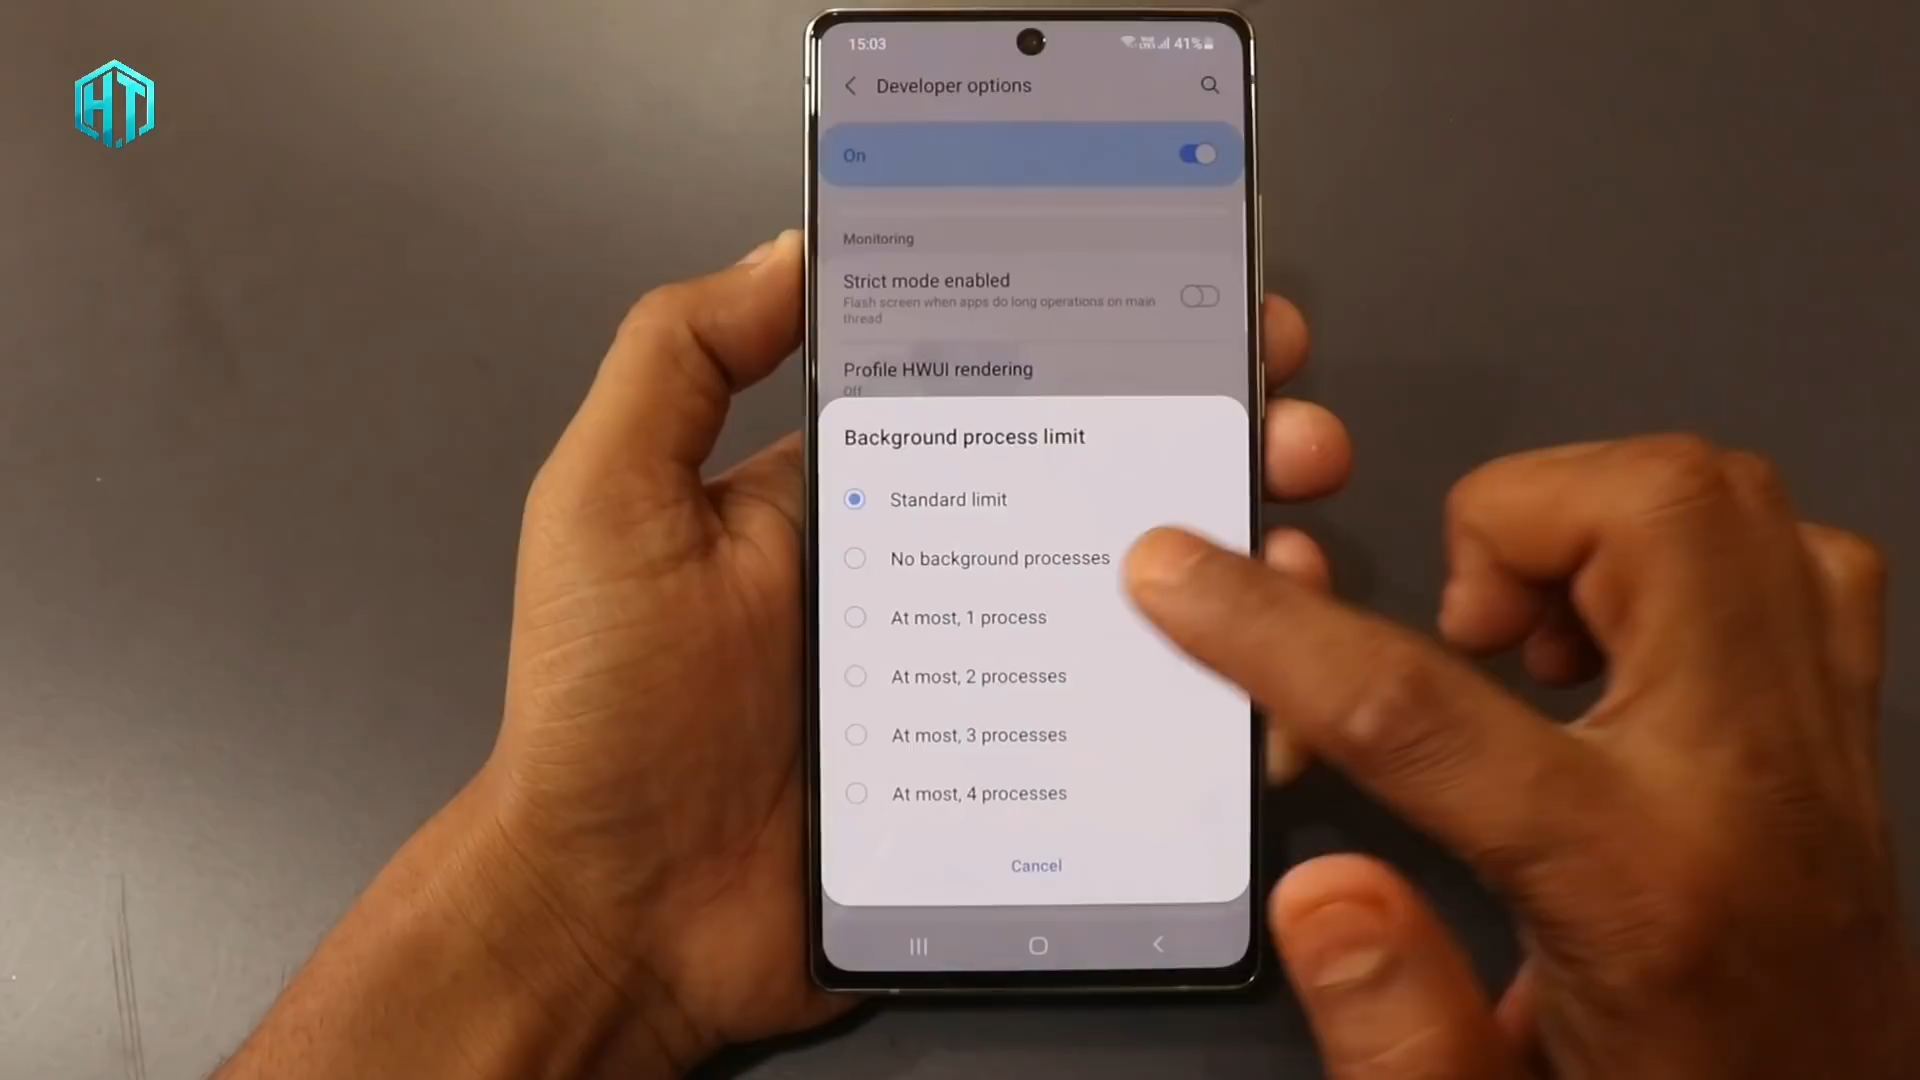 HT
15:03
41%
Developer options
On
Monitoring
Strict mode enabled
Flash screen when apps do long operations on main
thread
Profile HWUI rendering
Off
Background process limit
Standard limit
No background processes
At most, 1 process
At most, 2 processes
At most, 3 processes
At most, 4 processes
Cancel